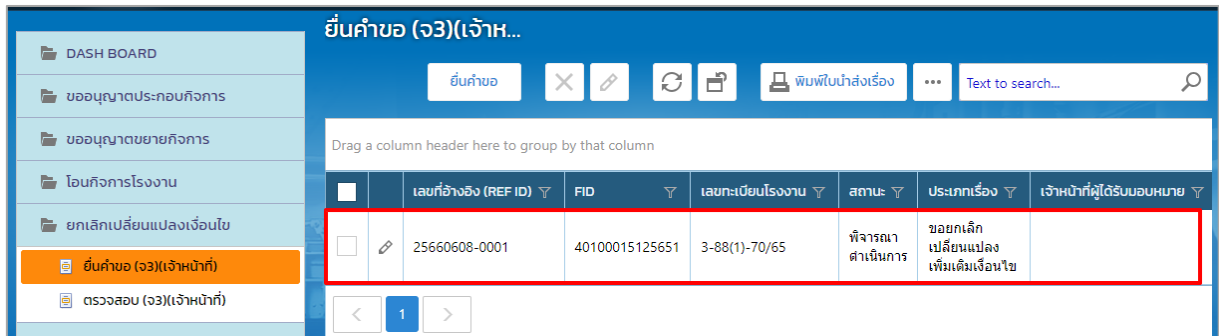 ยื่นคำขอ (จ3)(เจ้าห...
DASH BOARD
ขออนุญาตประกอบกิจการ
ขออนุญาตขยายกิจการ
โอนกิจการโรงงาน
ยกเลิกเปลี่ยนแปลงเงื่อนไข
ยื่นคำขอ (จ3)(เจ้าหน้าที่)
ตรวจสอบ (จ3)(เจ้าหน้าที่)
ยื่นคำขอ พิมพ์ใบนำส่งเรื่อง ... Text to search...
Drag a column header here to group by that column
เลขที่อ้างอิง (REF ID) FID เลขทะเบียนโรงงาน สถานะ ประเภทเรื่อง เจ้าหน้าที่ผู้ได้รับมอบหมาย
25660608-0001 40100015125651 3-88(1)-70/65
พิจารณา
ดำเนินการ
ขอยกเลิก
เปลี่ยนแปลง
เพิ่มเติมเงื่อนไข
1